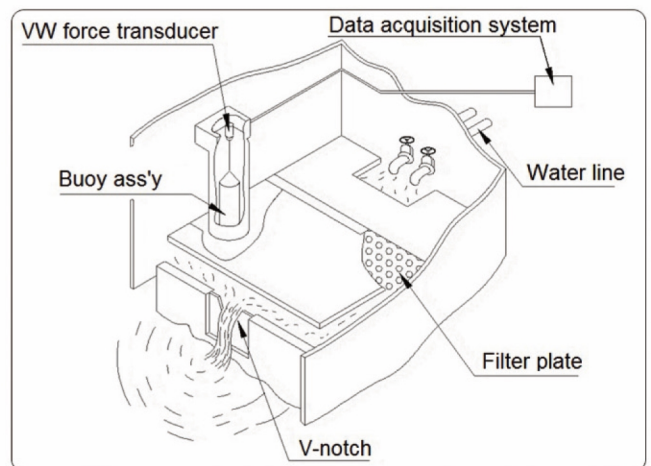 VW force transducer
Data acquisition system
Buoy ass'y
Water line
Filter plate
V-notch